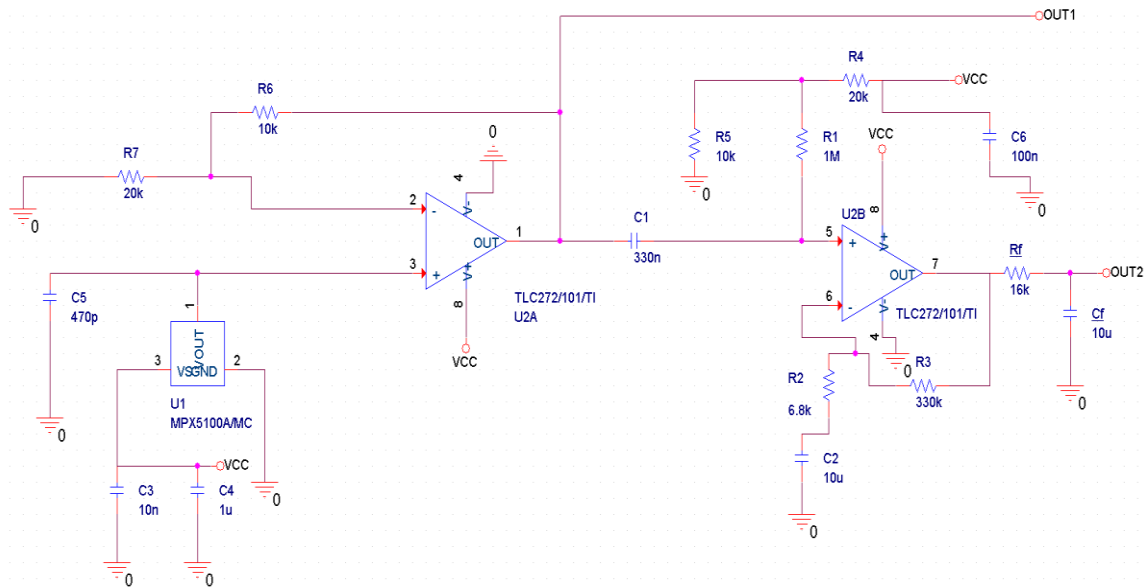 OUT1
R4
20k
VCC
R6
10k
0
R5
10k
0
R1
1M
VCC
C6
100n
0
R7
20k
0
4
V-
2
-
OUT
1
3
+
V+
8
VCC
TLC272/101/TI
U2A
C1
330n
U2B
8
V+
5
+
OUT
7
6
-
V-
4
0
TLC272/101/TI
Rf
16k
OUT2
Cf
10u
0
R3
330k
R2
6.8k
C2
10u
0
C5
470p
0
1
VOUT
3
VS
GND
2
U1
MPX5100A/MC
VCC
C3
10n
0
C4
1u
0
0